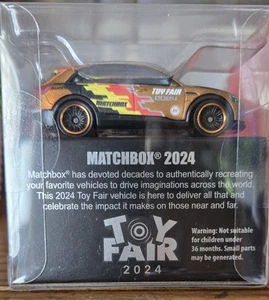 TOY FAIR
MATCHBOX
MATCHBOX® 2024
Matchbox® has devoted decades to authentically recreating
your favorite vehicles to drive imaginations across the world.
This 2024 Toy Fair vehicle is here to deliver all that and
celebrate the impact it makes on those near and far.
TOY
FAIR
2024
Warning: Not suitable
for children under
36 months. Small parts
may be generated.